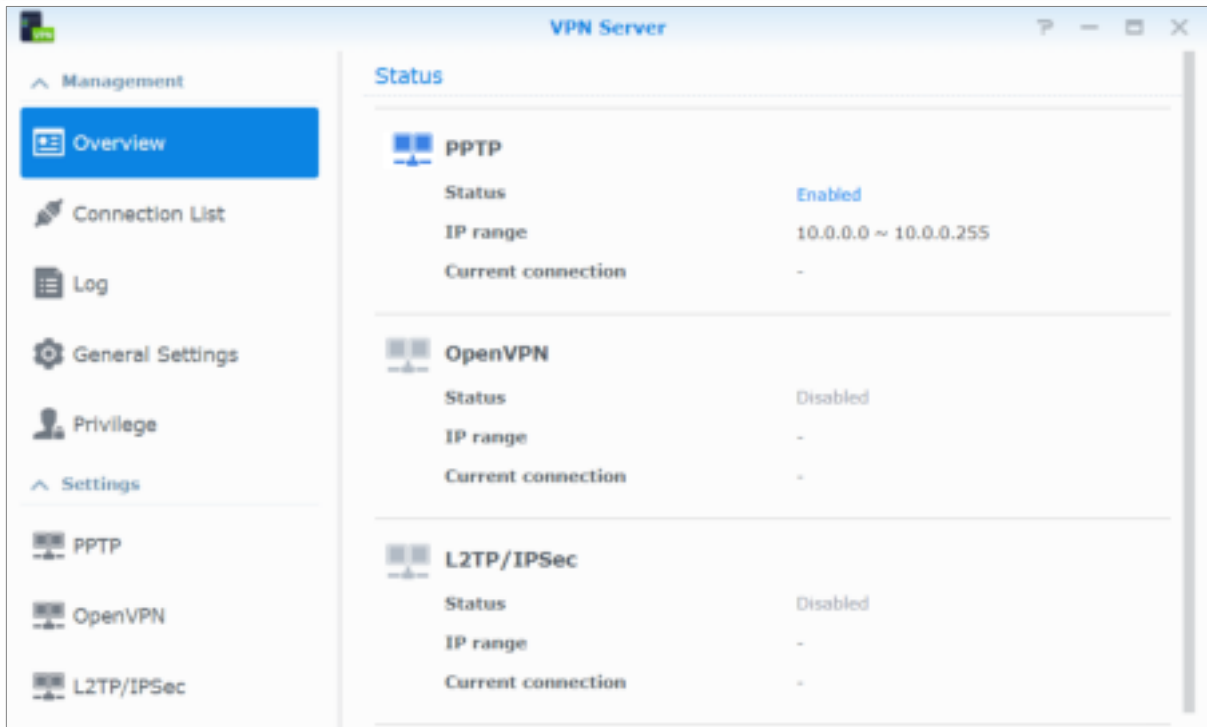 VPN Server
Management
Overview
Connection List
Log
General Settings
Privilege
Settings
PPTP
OpenVPN
L2TP/IPSec
Status
PPTP
Status Enabled
IP range 10.0.0.0 ~ 10.0.0.255
Current connection -
OpenVPN
Status Disabled
IP range -
Current connection -
L2TP/IPSec
Status Disabled
IP range -
Current connection -